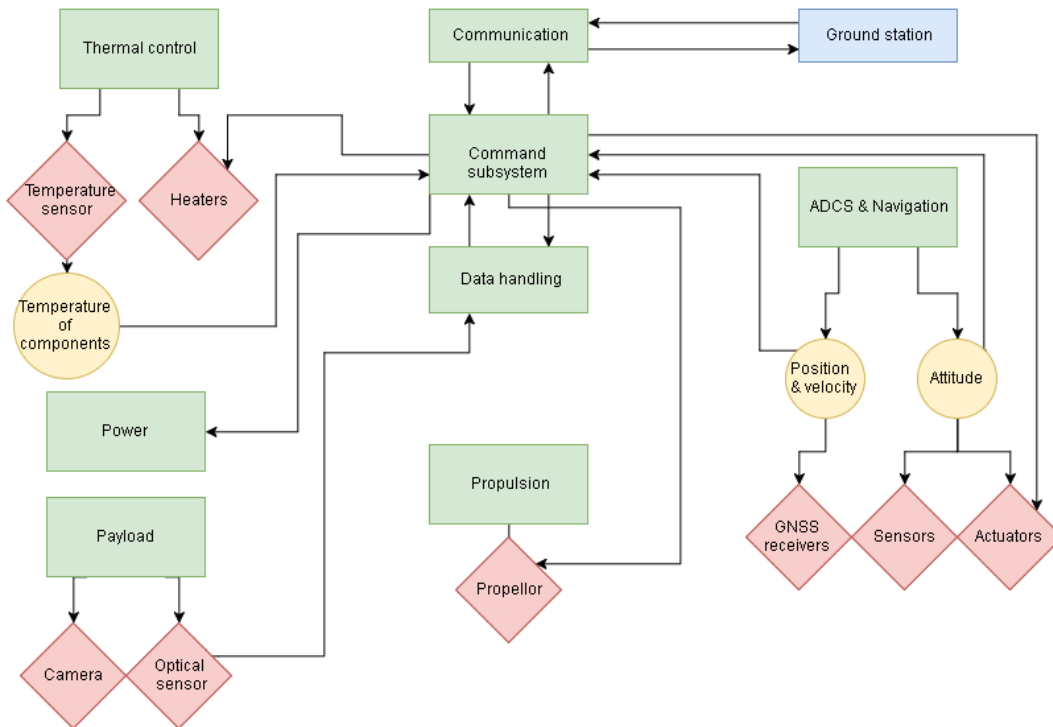 Thermal control
Communication
Ground station
Command
subsystem
Temperature
sensor
Heaters
ADCS & Navigation
Data handling
Temperature
of
components
Position
& velocity
Attitude
Power
Propulsion
Payload
GNSS
receivers
Sensors
Actuators
Propellor
Camera
Optical
sensor